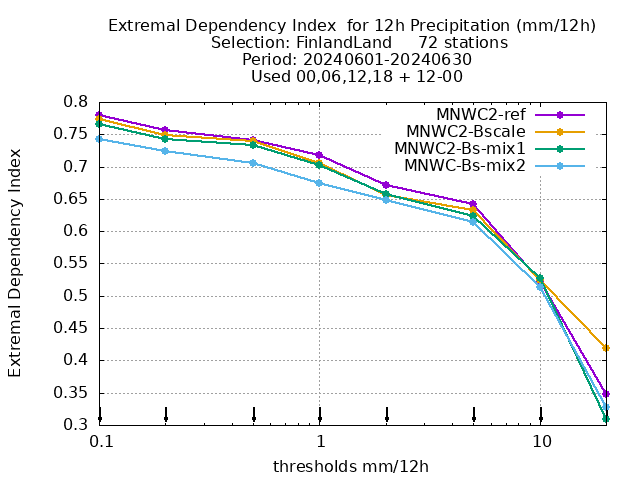 Extremal Dependency Index  for 12h Precipitation (mm/12h)
Selection: FinlandLand     72 stations
Period: 20240601-20240630
Used 00,06,12,18 + 12-00
MNWC2-ref
MNWC2-Bscale
MNWC2-Bs-mix1
MNWC-Bs-mix2
Extremal Dependency Index
0.8
0.75
0.7
0.65
0.6
0.55
0.5
0.45
0.4
0.35
0.3
0.1 1 10
thresholds mm/12h